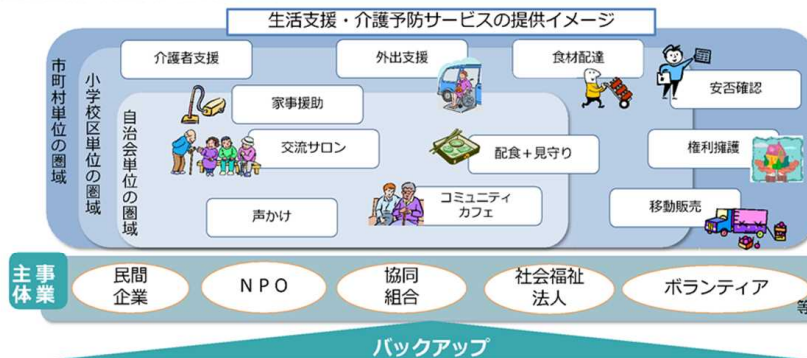 生活支援・介護予防サービスの提供イメージ
市町村単位の圏域
小学校区単位の圏域
自治会単位の圏域
介護者支援
外出支援
食材配達
安否確認
家事援助
交流サロン
配食+見守り
権利擁護
声かけ
コミュニティ
カフェ
移動販売
事業
主体
民間
企業
NPO
協同
組合
社会福祉
法人
ボランティア
等
バックアップ